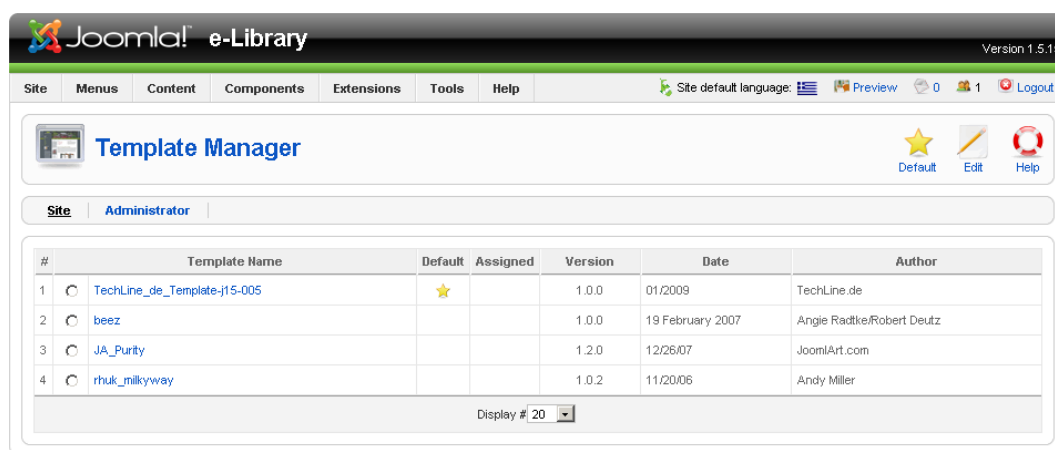 Joomla! e-Library
Version 1.5.1
Site Menus Content Components Extensions Tools Help Site default language: Preview 0 1 Logout
Template Manager
Default Edit Help
Site Administrator
# Template Name Default Assigned Version Date Author
1 TechLine_de_Template-j15-005 1.0.0 01/2009 TechLine.de
2 beez 1.0.0 19 February 2007 Angie Radtke/Robert Deutz
3 JA_Purity 1.2.0 12/26/07 JoomlArt.com
4 rhuk_milkyway 1.0.2 11/20/06 Andy Miller
Display # 20